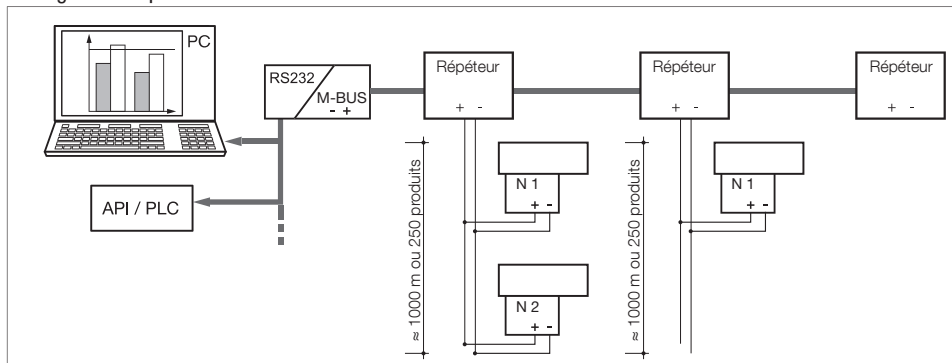 PC
RS232
M-BUS
- +
API / PLC
Répéteur
+ -
Répéteur
+ -
Répéteur
+ -
≈ 1000 m ou 250 produits
N 1
+ -
N 2
+ -
≈ 1000 m ou 250 produits
N 1
+ -